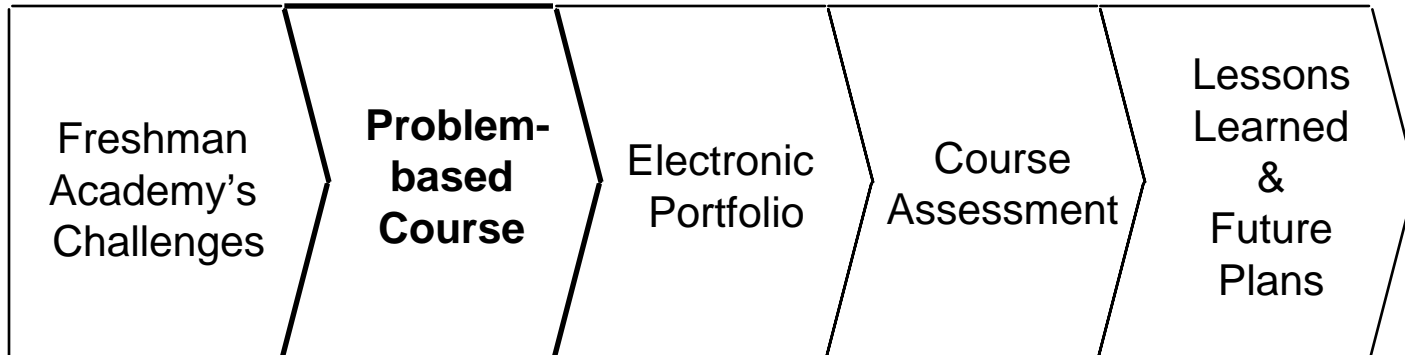 Freshman
Academy's
Challenges
Problem-
based
Course
Electronic
Portfolio
Course
Assessment
Lessons
Learned
&
Future
Plans